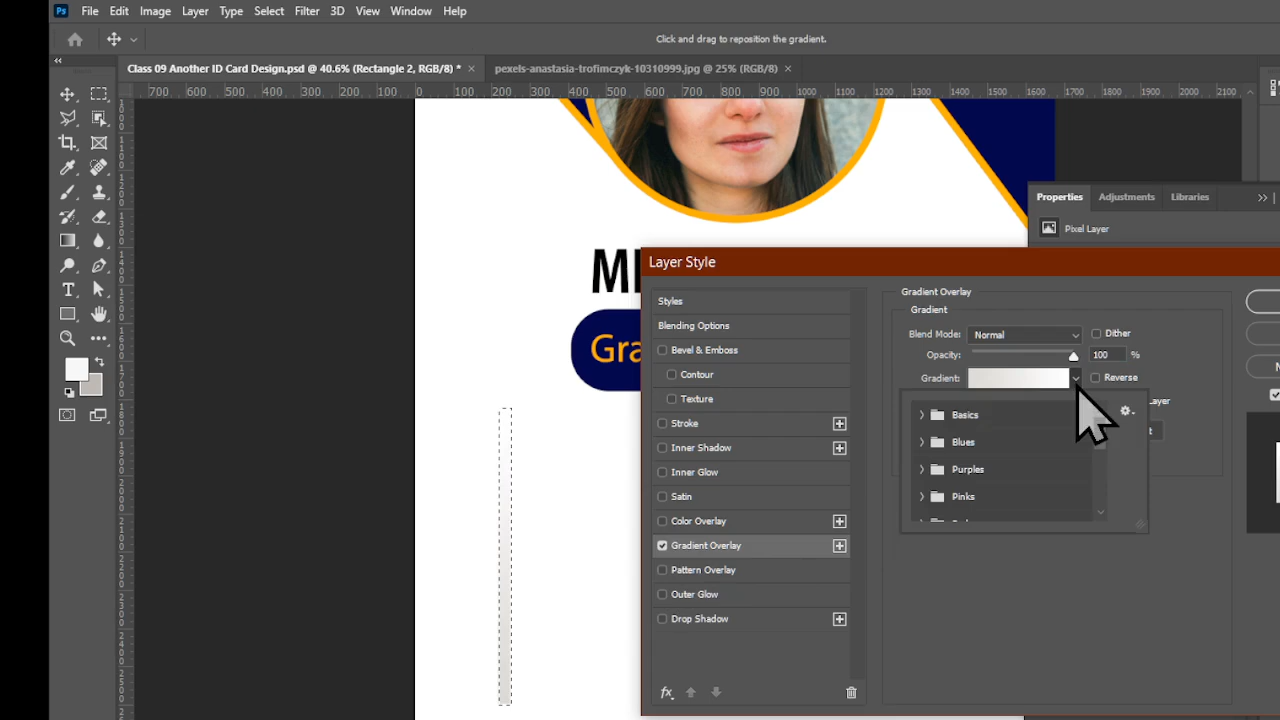 Ps File Edit Image Layer Type Select Filter 3D View Window Help
Click and drag to reposition the gradient.
Class 09 Another ID Card Design.psd @ 40.6% (Rectangle 2, RGB/8) * × pexels-anastasia-trofimczyk-10310999.jpg @ 25% (RGB/8) ×
700 600 500 400 300 200 100 0 100 200 300 400 500 600 700 800 900 1000 1100 1200 1300 1400 1500 1600 1700 1800 1900 2000 2100
Properties Adjustments Libraries
Pixel Layer
Layer Style
Gra
Styles
Blending Options
Bevel & Emboss
Contour
Texture
Stroke
Inner Shadow
Inner Glow
Satin
Color Overlay
Gradient Overlay
Pattern Overlay
Outer Glow
Drop Shadow
fx
Gradient Overlay
Gradient
Blend Mode: Normal Dither
Opacity: 100 %
Gradient: Reverse
Layer
Basics
Blues
Purples
Pinks